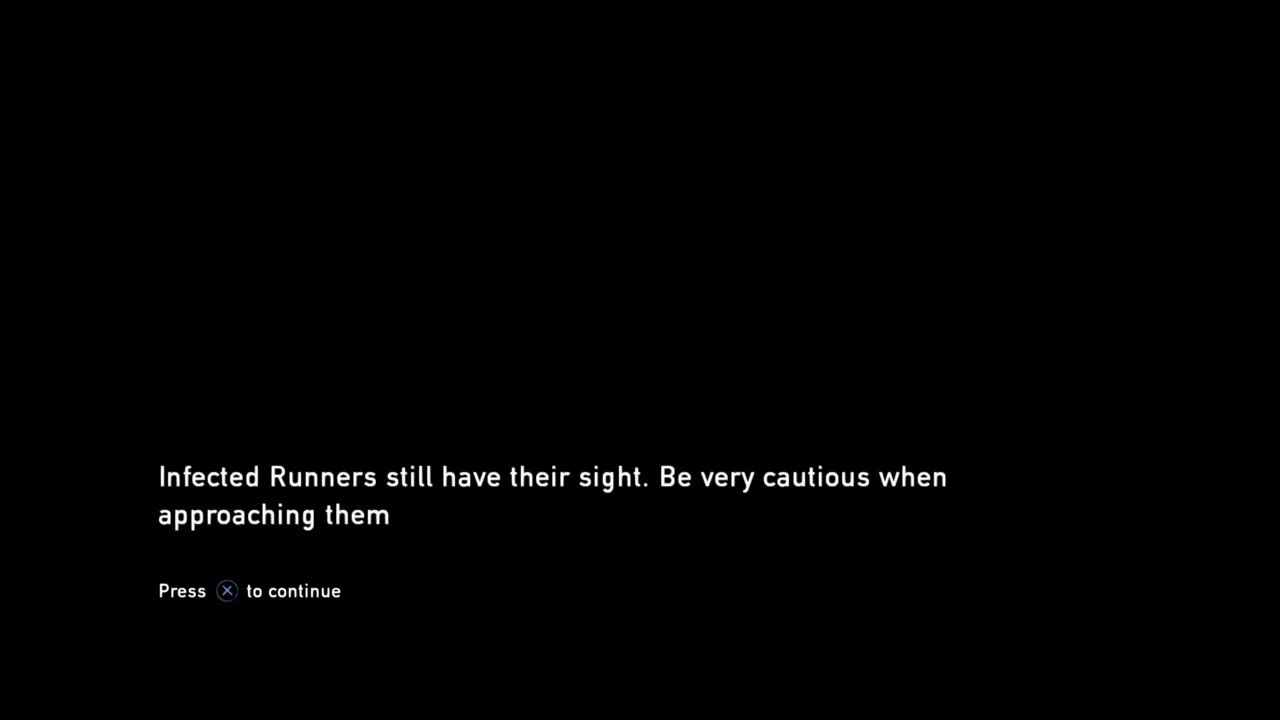 Infected Runners still have their sight. Be very cautious when
approaching them
Press ⓧ to continue